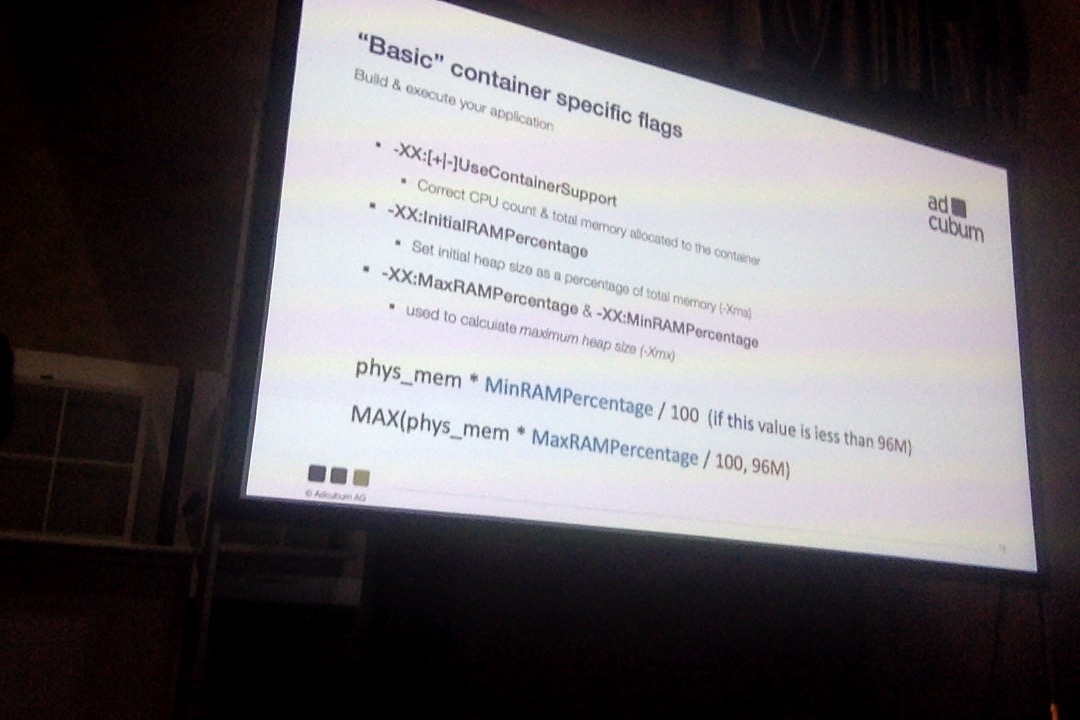 “Basic” container specific flags
Build & execute your application
▪ -XX:[+|-]UseContainerSupport
▪ Correct CPU count & total memory allocated to the container
▪ -XX:InitialRAMPercentage
▪ Set initial heap size as a percentage of total memory (-Xms)
▪ -XX:MaxRAMPercentage & -XX:MinRAMPercentage
▪ used to calculate maximum heap size (-Xmx)
phys_mem * MinRAMPercentage / 100 (if this value is less than 96M)
MAX(phys_mem * MaxRAMPercentage / 100, 96M)
ad
cubum
© Adcubum AG